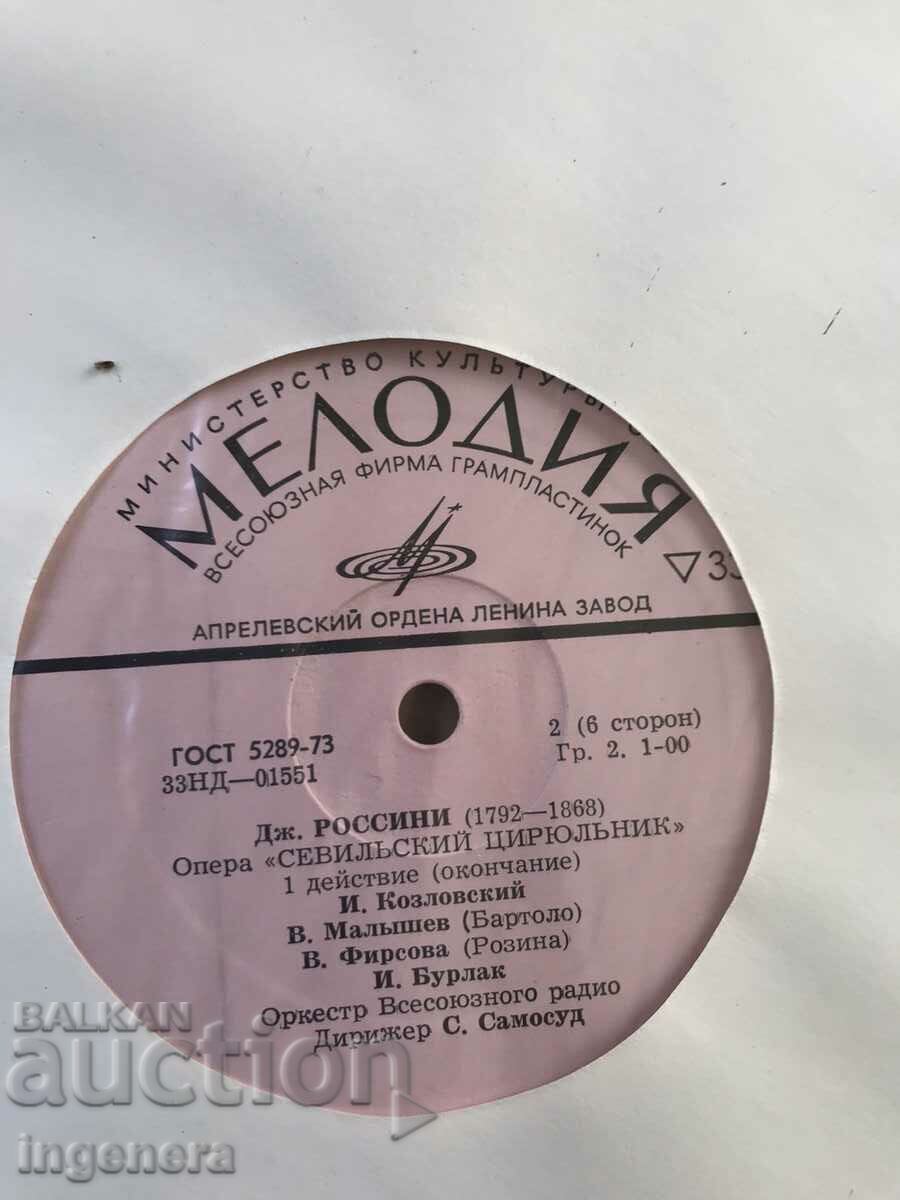 МИНИСТЕРСТВО КУЛЬТУРЫ
МЕЛОДИЯ
ВСЕСОЮЗНАЯ ФИРМА ГРАМПЛАСТИНОК
33
АПРЕЛЕВСКИЙ ОРДЕНА ЛЕНИНА ЗАВОД
ГОСТ 5289-73
2 (6 сторон)
33НД—01551
Гр. 2. 1-00
Дж. РОССИНИ (1792—1868)
Опера «СЕВИЛЬСКИЙ ЦИРЮЛЬНИК»
1 действие (окончание)
И. Козловский
В. Малышев (Бартоло)
В. Фирсова (Розина)
И. Бурлак
Оркестр Всесоюзного радио
Дирижер С. Самосуд
BALKAN
auction
ingenera